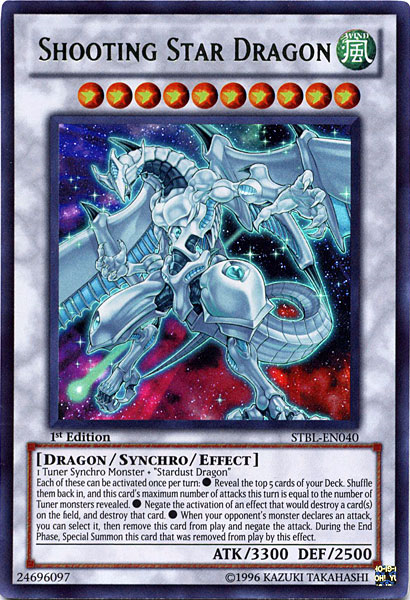 SHOOTING STAR DRAGON
WIND
風
1st Edition
STBL-EN040
[DRAGON / SYNCHRO / EFFECT]
1 Tuner Synchro Monster + "Stardust Dragon"
Each of these can be activated once per turn: ● Reveal the top 5 cards of your Deck. Shuffle
them back in, and this card's maximum number of attacks this turn is equal to the number of
Tuner monsters revealed. ● Negate the activation of an effect that would destroy a card(s)
on the field, and destroy that card. ● When your opponent's monster declares an attack,
you can select it, then remove this card from play and negate the attack. During the End
Phase, Special Summon this card that was removed from play by this effect.
ATK/3300 DEF/2500
24696097
©1996 KAZUKI TAKAHASHI